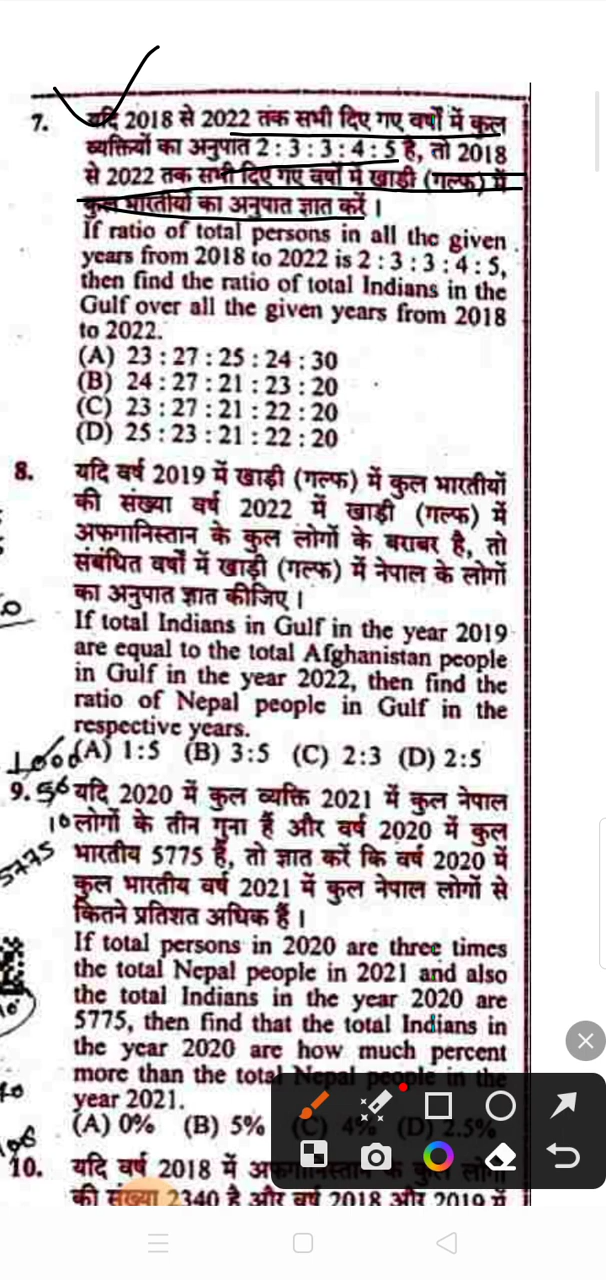 7. यदि 2018 से 2022 तक सभी दिए गए वर्षों में कुल
व्यक्तियों का अनुपात 2 : 3 : 3 : 4 : 5 है, तो 2018
से 2022 तक सभी दिए गए वर्षों में खाड़ी (गल्फ) में
कुल भारतीयों का अनुपात ज्ञात करें ।
If ratio of total persons in all the given
years from 2018 to 2022 is 2 : 3 : 3 : 4 : 5,
then find the ratio of total Indians in the
Gulf over all the given years from 2018
to 2022.
(A) 23 : 27 : 25 : 24 : 30
(B) 24 : 27 : 21 : 23 : 20
(C) 23 : 27 : 21 : 22 : 20
(D) 25 : 23 : 21 : 22 : 20
8. यदि वर्ष 2019 में खाड़ी (गल्फ) में कुल भारतीयों
की संख्या वर्ष 2022 में खाड़ी (गल्फ) में
अफगानिस्तान के कुल लोगों के बराबर है, तो
संबंधित वर्षों में खाड़ी (गल्फ) में नेपाल के लोगों
का अनुपात ज्ञात कीजिए ।
If total Indians in Gulf in the year 2019
are equal to the total Afghanistan people
in Gulf in the year 2022, then find the
ratio of Nepal people in Gulf in the
respective years.
(A) 1:5 (B) 3:5 (C) 2:3 (D) 2:5
1000
9. 56 यदि 2020 में कुल व्यक्ति 2021 में कुल नेपाल
10 लोगों के तीन गुना हैं और वर्ष 2020 में कुल
5775 भारतीय 5775 हैं, तो ज्ञात करें कि वर्ष 2020 में
कुल भारतीय वर्ष 2021 में कुल नेपाल लोगों से
कितने प्रतिशत अधिक हैं ।
If total persons in 2020 are three times
the total Nepal people in 2021 and also
the total Indians in the year 2020 are
5775, then find that the total Indians in
the year 2020 are how much percent
more than the total Nepal people in the
year 2021.
(A) 0% (B) 5% (C) 4% (D) 2.5%
10. यदि वर्ष 2018 में अफगानिस्तान के कुल लोगों
की संख्या 2340 है और वर्ष 2018 और 2019 में